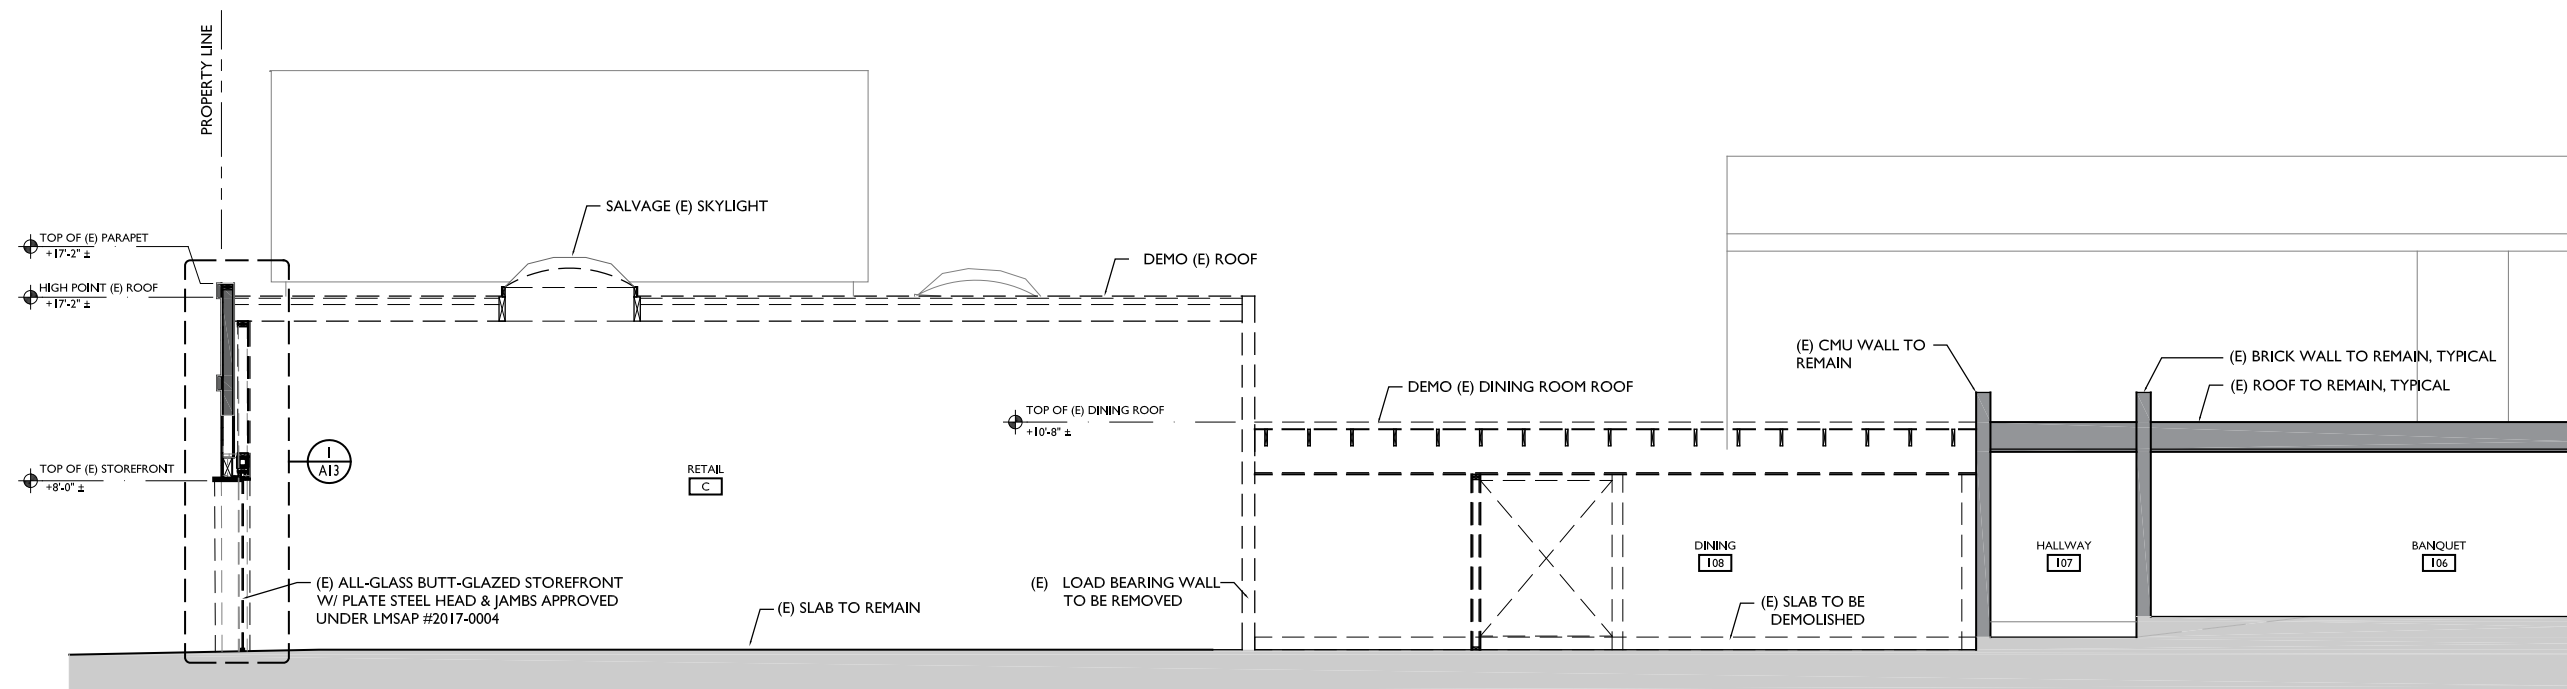 PROPERTY LINE
SALVAGE (E) SKYLIGHT
TOP OF (E) PARAPET
+17'-2" ±
DEMO (E) ROOF
HIGH POINT (E) ROOF
+17'-2" ±
(E) CMU WALL TO
REMAIN
(E) BRICK WALL TO REMAIN, TYPICAL
(E) ROOF TO REMAIN, TYPICAL
DEMO (E) DINING ROOM ROOF
TOP OF (E) DINING ROOF
+10'-8" ±
1
A13
TOP OF (E) STOREFRONT
+8'-0" ±
RETAIL
C
DINING
108
HALLWAY
107
BANQUET
106
(E) ALL-GLASS BUTT-GLAZED STOREFRONT
W/ PLATE STEEL HEAD & JAMBS APPROVED
UNDER LMSAP #2017-0004
(E) SLAB TO REMAIN
(E) LOAD BEARING WALL
TO BE REMOVED
(E) SLAB TO BE
DEMOLISHED